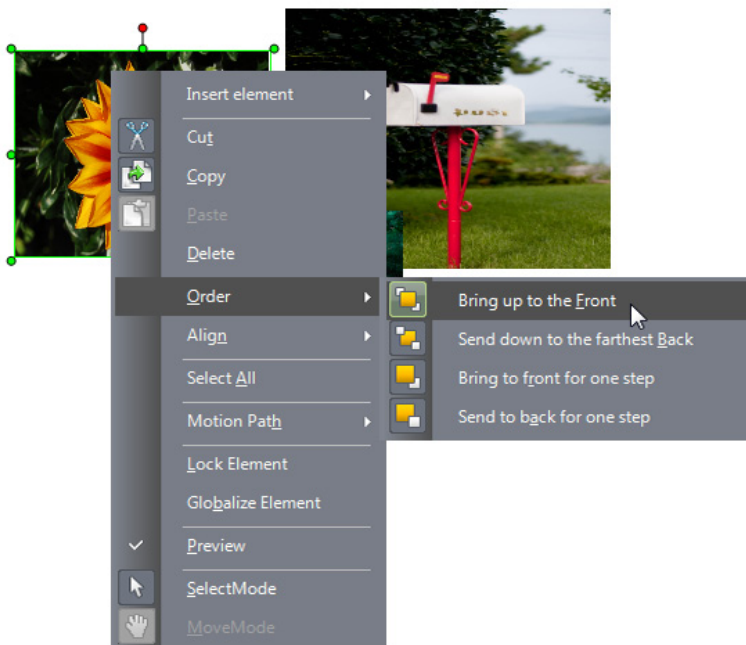 POST
Insert element
Cut
Copy
Paste
Delete
Order
Align
Select All
Motion Path
Lock Element
Globalize Element
Preview
SelectMode
MoveMode
Bring up to the Front
Send down to the farthest Back
Bring to front for one step
Send to back for one step